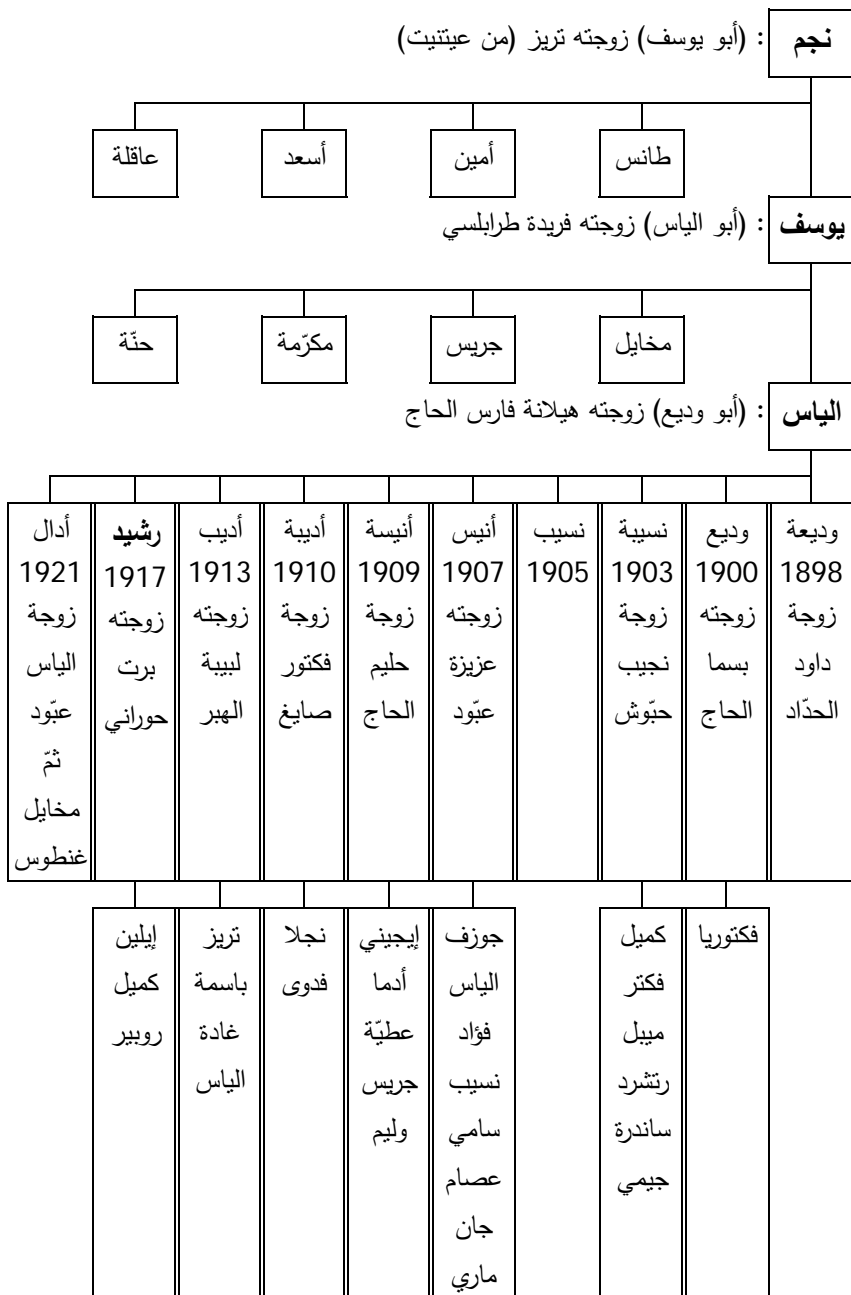 نجم : (أبو يوسف) زوجته تريز (من عيتنيت)
طانس
أمين
أسعد
عاقلة
يوسف : (أبو الياس) زوجته فريدة طرابلسي
مخايل
جريس
مكرّمة
حنّة
الياس : (أبو وديع) زوجته هيلانة فارس الحاج
وديعة
1898
زوجة
داود
الحدّاد
وديع
1900
زوجته
بسما
الحاج
نسيبة
1903
زوجة
نجيب
حبّوش
نسيب
1905
أنيس
1907
زوجته
عزيزة
عبّود
أنيسة
1909
زوجة
حليم
الحاج
أديبة
1910
زوجة
فكتور
صايغ
أديب
1913
زوجته
لبيبة
الهبر
رشيد
1917
زوجته
برت
حوراني
أدال
1921
زوجة
الياس
عبّود
ثمّ
مخايل
غنطوس
فكتوريا
كميل
فكتر
ميبل
رتشرد
ساندرة
جيمي
جوزف
الياس
فؤاد
نسيب
سامي
عصام
جان
ماري
إيجيني
أدما
عطيّة
جريس
وليم
نجلا
فدوى
تريز
باسمة
غادة
الياس
إيلين
كميل
روبير